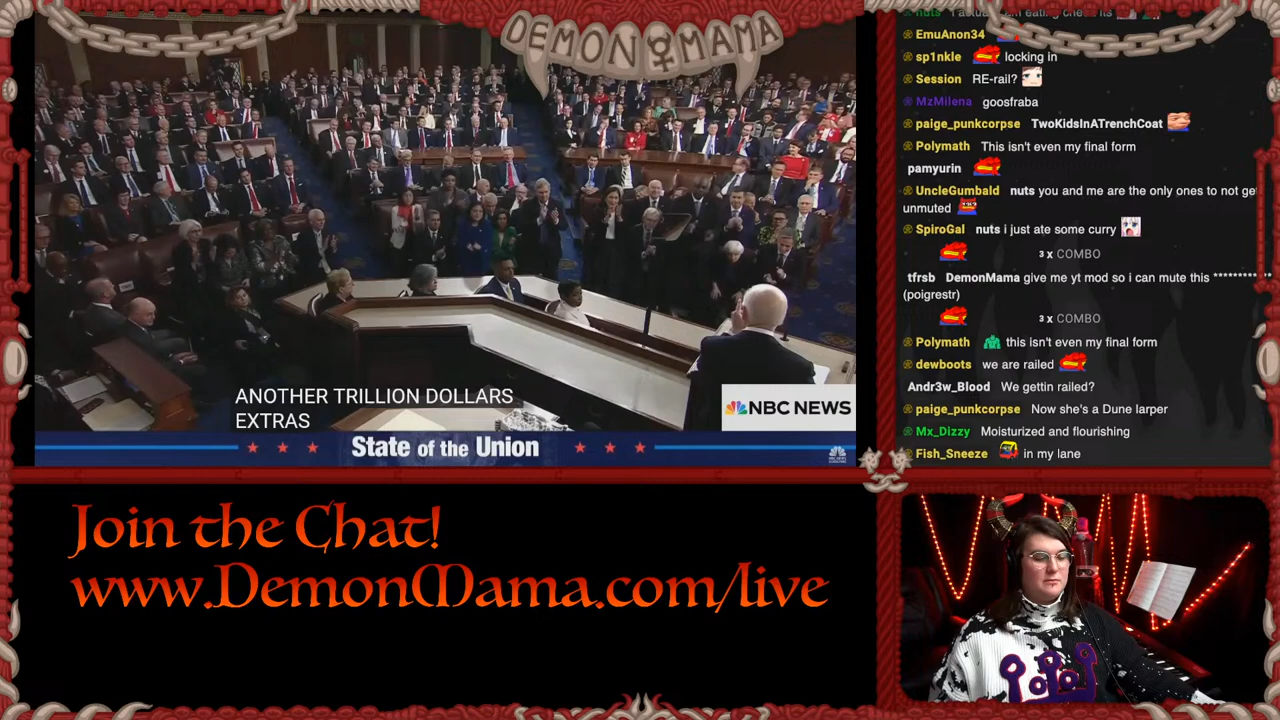 DEMON MAMA
EmuAnon34
sp1nkle locking in
Session RE-rail?
MzMilena goosfraba
paige_punkcorpse TwoKidsInATrenchCoat
Polymath This isn't even my final form
pamyurin
UncleGumbald nuts you and me are the only ones to not get
unmuted
SpiroGal nuts i just ate some curry
3 x COMBO
tfrsb DemonMama give me yt mod so i can mute this ***********
(poigrestr)
3 x COMBO
Polymath this isn't even my final form
dewboots we are railed
Andr3w_Blood We gettin railed?
paige_punkcorpse Now she's a Dune larper
Mx_Dizzy Moisturized and flourishing
Fish_Sneeze in my lane
ANOTHER TRILLION DOLLARS
EXTRAS
NBC NEWS
State of the Union
Join the Chat!
www.DemonMama.com/live